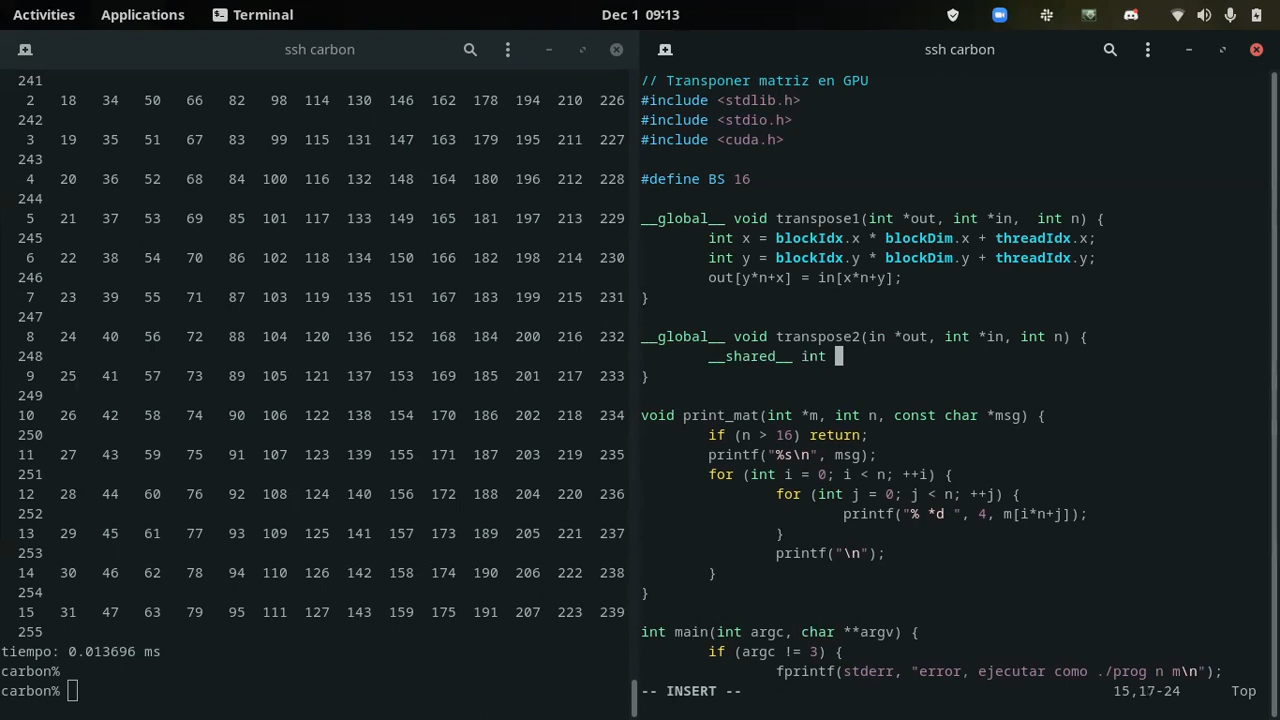 Activities Applications Terminal Dec 1 09:13
ssh carbon
241
2 18 34 50 66 82 98 114 130 146 162 178 194 210 226
242
3 19 35 51 67 83 99 115 131 147 163 179 195 211 227
243
4 20 36 52 68 84 100 116 132 148 164 180 196 212 228
244
5 21 37 53 69 85 101 117 133 149 165 181 197 213 229
245
6 22 38 54 70 86 102 118 134 150 166 182 198 214 230
246
7 23 39 55 71 87 103 119 135 151 167 183 199 215 231
247
8 24 40 56 72 88 104 120 136 152 168 184 200 216 232
248
9 25 41 57 73 89 105 121 137 153 169 185 201 217 233
249
10 26 42 58 74 90 106 122 138 154 170 186 202 218 234
250
11 27 43 59 75 91 107 123 139 155 171 187 203 219 235
251
12 28 44 60 76 92 108 124 140 156 172 188 204 220 236
252
13 29 45 61 77 93 109 125 141 157 173 189 205 221 237
253
14 30 46 62 78 94 110 126 142 158 174 190 206 222 238
254
15 31 47 63 79 95 111 127 143 159 175 191 207 223 239
255
tiempo: 0.013696 ms
carbon%
carbon%
ssh carbon
// Transponer matriz en GPU
#include <stdlib.h>
#include <stdio.h>
#include <cuda.h>
#define BS 16
__global__ void transpose1(int *out, int *in,  int n) {
int x = blockIdx.x * blockDim.x + threadIdx.x;
int y = blockIdx.y * blockDim.y + threadIdx.y;
out[y*n+x] = in[x*n+y];
}
__global__ void transpose2(in *out, int *in, int n) {
__shared__ int
}
void print_mat(int *m, int n, const char *msg) {
if (n > 16) return;
printf("%s\n", msg);
for (int i = 0; i < n; ++i) {
for (int j = 0; j < n; ++j) {
printf("% *d ", 4, m[i*n+j]);
}
printf("\n");
}
}
int main(int argc, char **argv) {
if (argc != 3) {
fprintf(stderr, "error, ejecutar como ./prog n m\n");
-- INSERT -- 15,17-24 Top